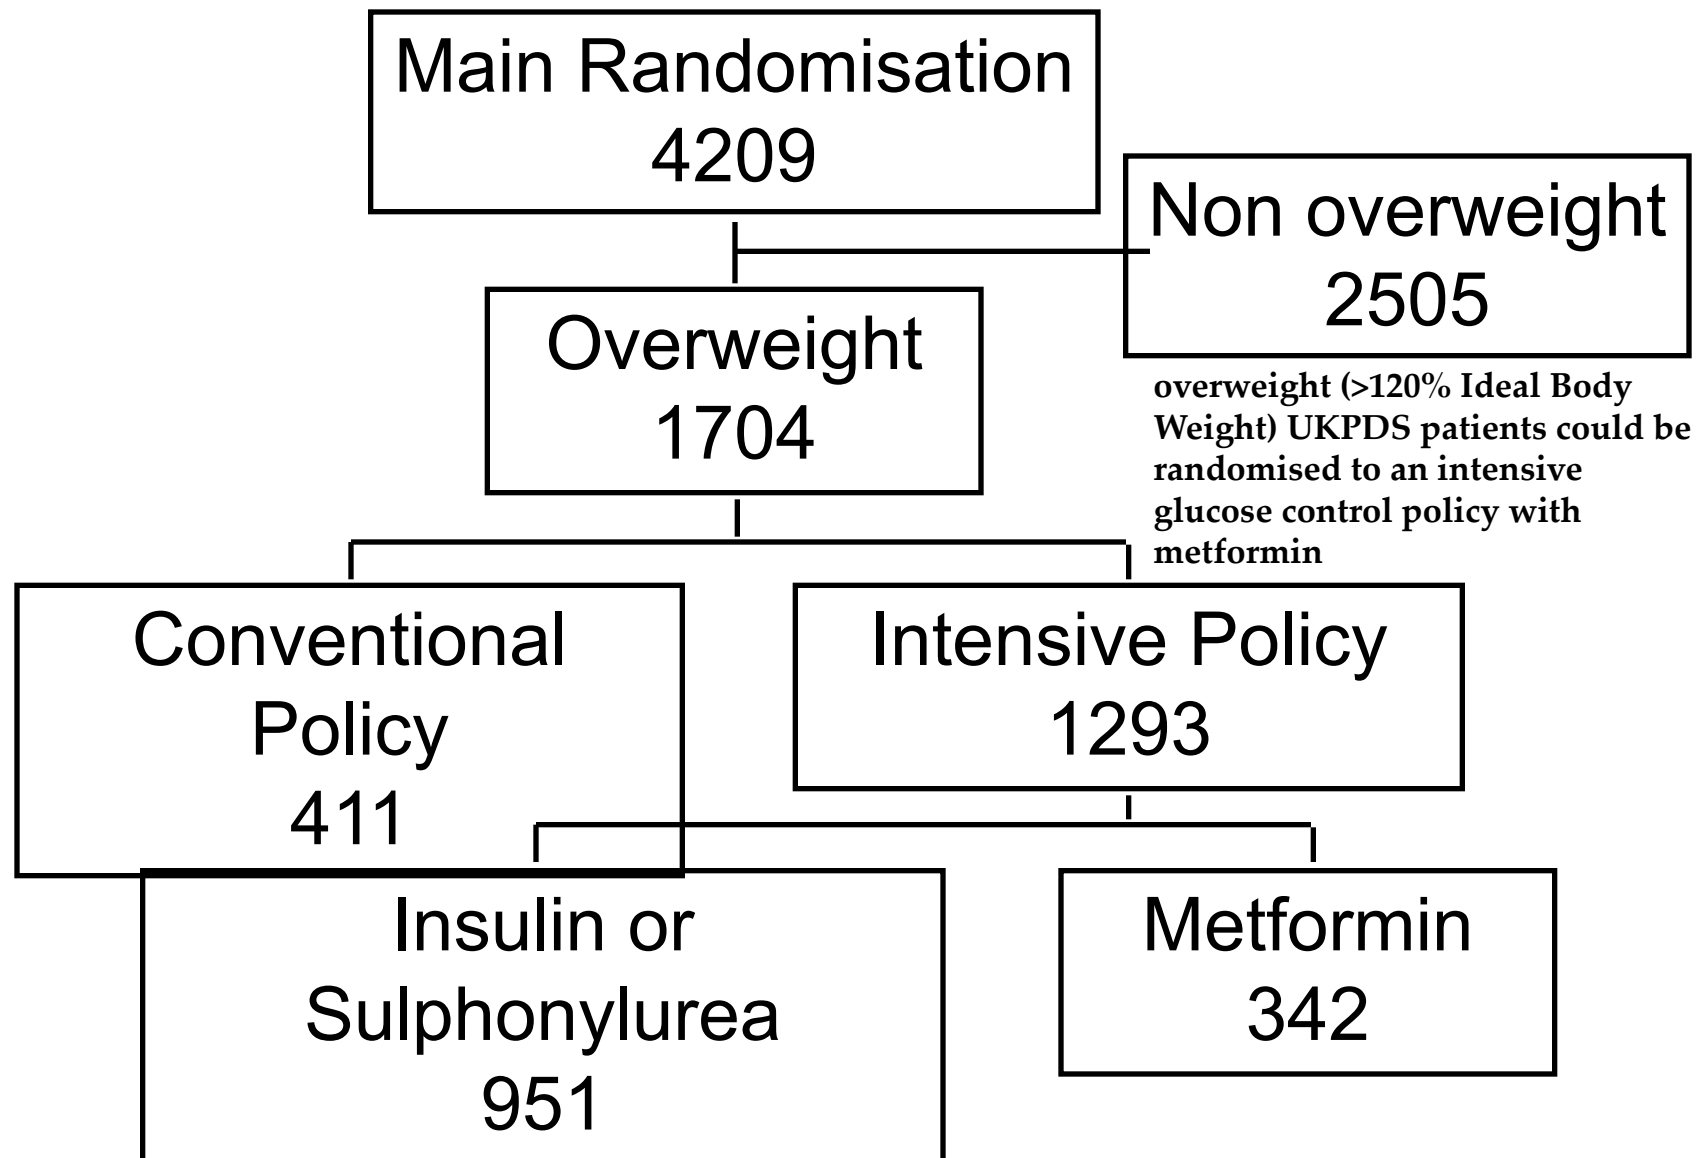 Main Randomisation
4209
Non overweight
2505
overweight (>120% Ideal Body
Weight) UKPDS patients could be
randomised to an intensive
glucose control policy with
metformin
Overweight
1704
Conventional
Policy
411
Intensive Policy
1293
Insulin or
Sulphonylurea
951
Metformin
342